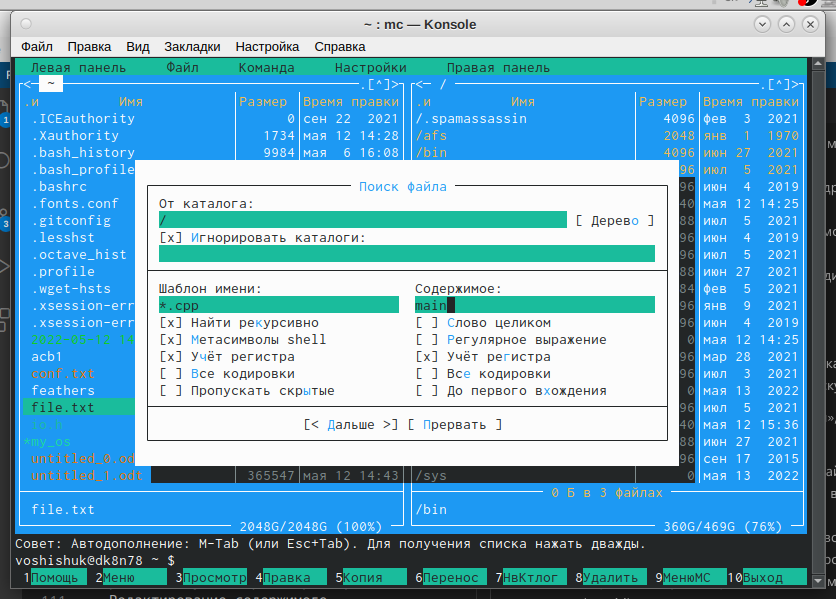 ~ : mc — Konsole
Файл Правка Вид Закладки Настройка Справка
Левая панель Файл Команда Настройки Правая панель
<─ ~ .[^]> <─ / .[^]>
.и Имя Размер Время правки .и Имя Размер Время правки
.ICEauthority 0 сен 22 2021 /.spamassassin 4096 фев 3 2021
.Xauthority 1734 мая 12 14:28 /afs 2048 янв 1 1970
.bash_history 9984 мая 6 16:08 /bin 4096 июн 27 2021
.bash_profile 96 июл 5 2021
.bashrc Поиск файла 96 июн 4 2019
.fonts.conf От каталога: 40 мая 12 14:25
.gitconfig / [ Дерево ] 88 июл 5 2021
.lesshst [x] Игнорировать каталоги: 96 июн 4 2019
.octave_hist 96 июл 5 2021
.profile 88 июн 27 2021
.wget-hsts Шаблон имени: Содержимое: 84 фев 5 2021
.xsession-err *.cpp main 96 янв 9 2021
.xsession-err [x] Найти рекурсивно [ ] Слово целиком 96 июн 4 2019
[x] Метасимволы shell [ ] Регулярное выражение 0 мая 12 14:25
acb1 [x] Учёт регистра [x] Учёт регистра 96 мар 28 2021
conf.txt [ ] Все кодировки [ ] Все кодировки 96 июл 3 2021
feathers [ ] Пропускать скрытые [ ] До первого вхождения 0 мая 13 2022
file.txt 96 июл 5 2021
io.h [< Дальше >] [ Прервать ] 40 мая 12 15:36
*my_os 88 июн 27 2021
untitled_0.od 96 сен 17 2015
untitled_1.odt 365547 мая 12 14:43 /sys 0 мая 13 2022
0 Б в 3 файлах
file.txt /bin
2048G/2048G (100%) 360G/469G (76%)
Совет: Автодополнение: M-Tab (или Esc+Tab). Для получения списка нажать дважды.
voshishuk@dk8n78 ~ $
1Помощь 2Меню 3Просмотр 4Правка 5Копия 6Перенос 7НвКтлог 8Удалить 9МенюМС 10Выход